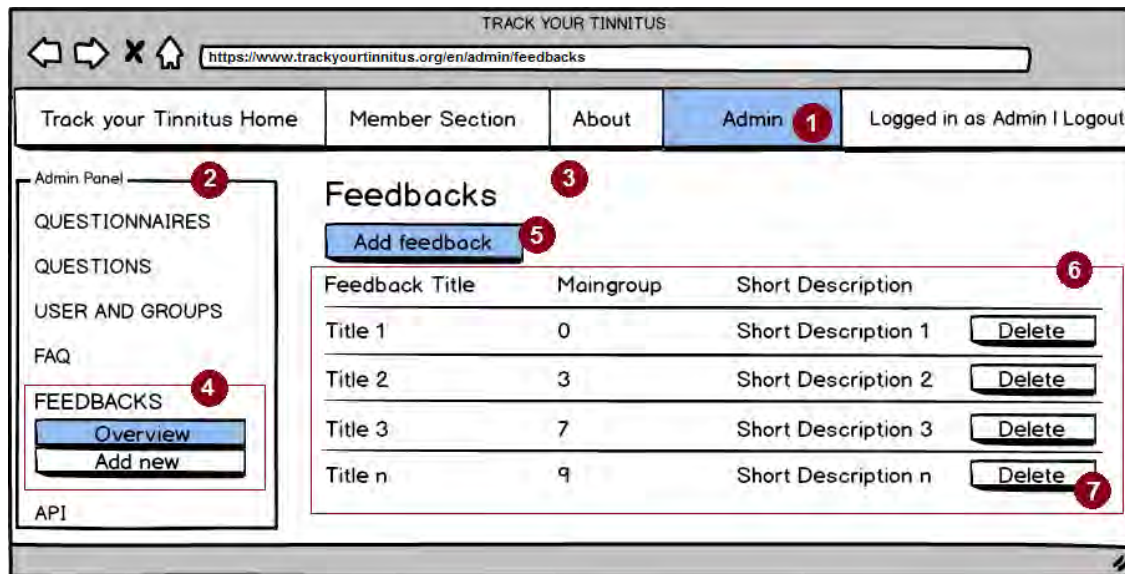 TRACK YOUR TINNITUS
https://www.trackyourtinnitus.org/en/admin/feedbacks
Track your Tinnitus Home Member Section About Admin 1 Logged in as Admin | Logout
Admin Panel 2
QUESTIONNAIRES
QUESTIONS
USER AND GROUPS
FAQ
4
FEEDBACKS
Overview
Add new
API
3
Feedbacks
Add feedback 5
6
Feedback Title Maingroup Short Description
Title 1 0 Short Description 1 Delete
Title 2 3 Short Description 2 Delete
Title 3 7 Short Description 3 Delete
Title n 9 Short Description n Delete
7